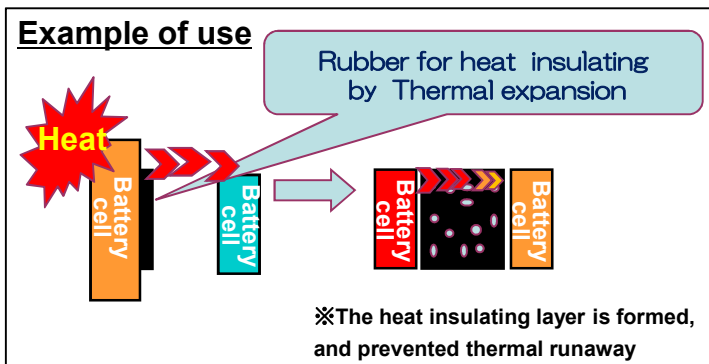 Example of use
Rubber for heat insulating
by Thermal expansion
Heat
Battery
cell
Battery
cell
Battery
cell
Battery
cell
※The heat insulating layer is formed,
and prevented thermal runaway